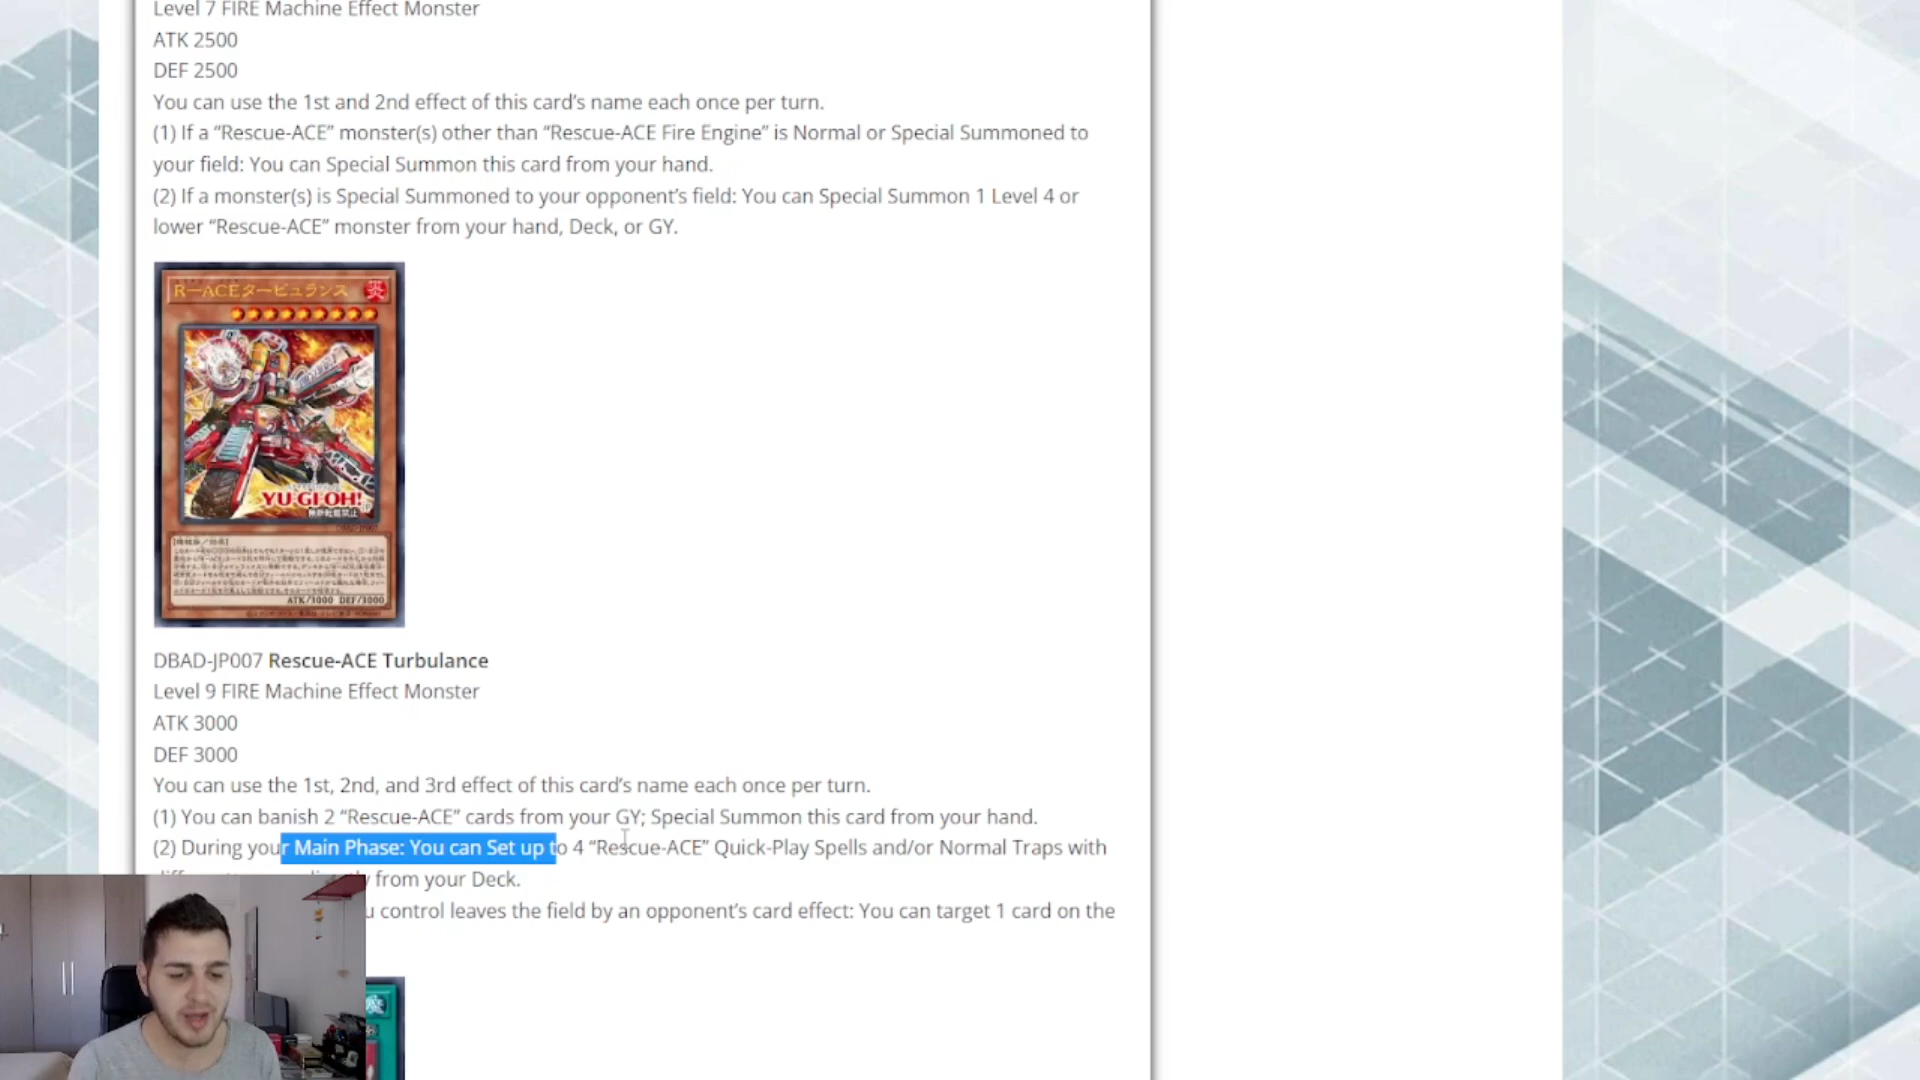 Level 7 FIRE Machine Effect Monster
ATK 2500
DEF 2500
You can use the 1st and 2nd effect of this card’s name each once per turn.
(1) If a “Rescue-ACE” monster(s) other than “Rescue-ACE Fire Engine” is Normal or Special Summoned to
your field: You can Special Summon this card from your hand.
(2) If a monster(s) is Special Summoned to your opponent’s field: You can Special Summon 1 Level 4 or
lower “Rescue-ACE” monster from your hand, Deck, or GY.
R-ACEタービュランス
炎
YU-GI-OH!
無断転載禁止
DBAD-JP007
ATK/3000 DEF/3000
DBAD-JP007 Rescue-ACE Turbulance
Level 9 FIRE Machine Effect Monster
ATK 3000
DEF 3000
You can use the 1st, 2nd, and 3rd effect of this card’s name each once per turn.
(1) You can banish 2 “Rescue-ACE” cards from your GY; Special Summon this card from your hand.
(2) During your Main Phase: You can Set up to 4 “Rescue-ACE” Quick-Play Spells and/or Normal Traps with
from your Deck.
control leaves the field by an opponent’s card effect: You can target 1 card on the